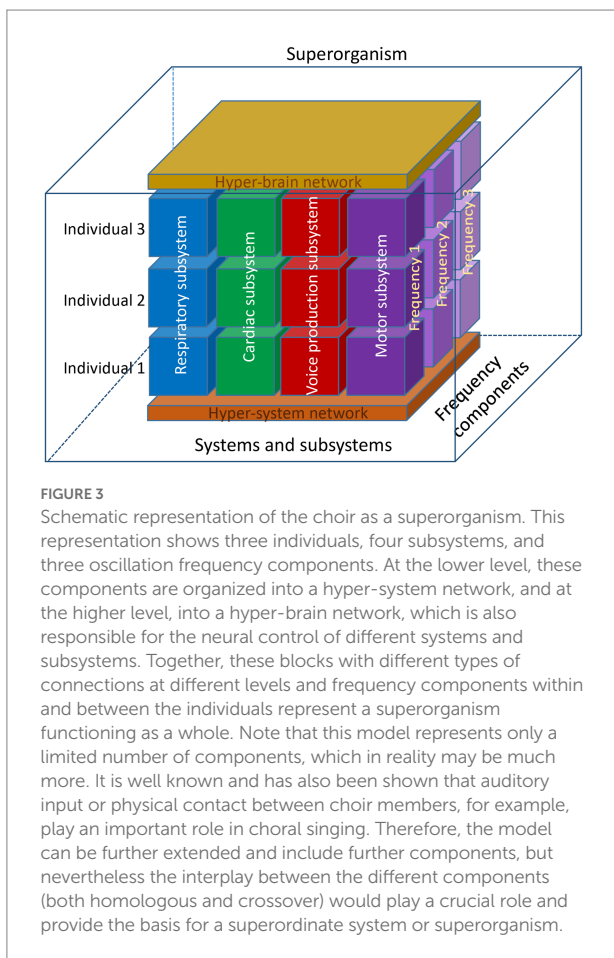 Superorganism
Hyper-brain network
Individual 3
Individual 2
Individual 1
Respiratory subsystem
Cardiac subsystem
Voice production subsystem
Motor subsystem
Frequency 1
Frequency 2
Frequency 3
Hyper-system network
Frequency
components
Systems and subsystems
FIGURE 3
Schematic representation of the choir as a superorganism. This
representation shows three individuals, four subsystems, and
three oscillation frequency components. At the lower level, these
components are organized into a hyper-system network, and at
the higher level, into a hyper-brain network, which is also
responsible for the neural control of different systems and
subsystems. Together, these blocks with different types of
connections at different levels and frequency components within
and between the individuals represent a superorganism
functioning as a whole. Note that this model represents only a
limited number of components, which in reality may be much
more. It is well known and has also been shown that auditory
input or physical contact between choir members, for example,
play an important role in choral singing. Therefore, the model
can be further extended and include further components, but
nevertheless the interplay between the different components
(both homologous and crossover) would play a crucial role and
provide the basis for a superordinate system or superorganism.